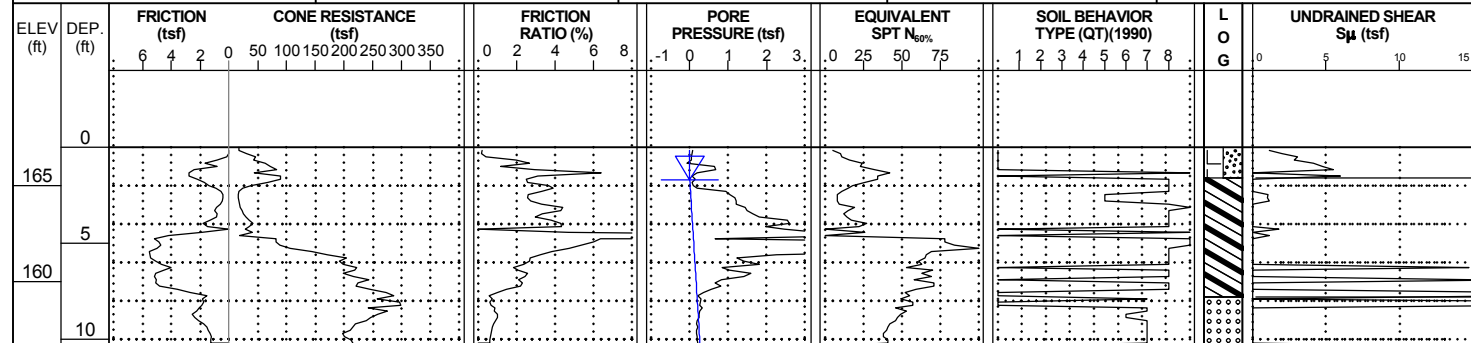 ELEV (ft)
DEP. (ft)
FRICTION (tsf)
6 4 2 0
CONE RESISTANCE (tsf)
50 100 150 200 250 300 350
FRICTION RATIO (%)
0 2 4 6 8
PORE PRESSURE (tsf)
-1 0 1 2 3
EQUIVALENT SPT N60%
0 25 50 75
SOIL BEHAVIOR TYPE (QT)(1990)
1 2 3 4 5 6 7 8
L
O
G
UNDRAINED SHEAR Sµ (tsf)
0 5 10 15
0
165
5
160
10